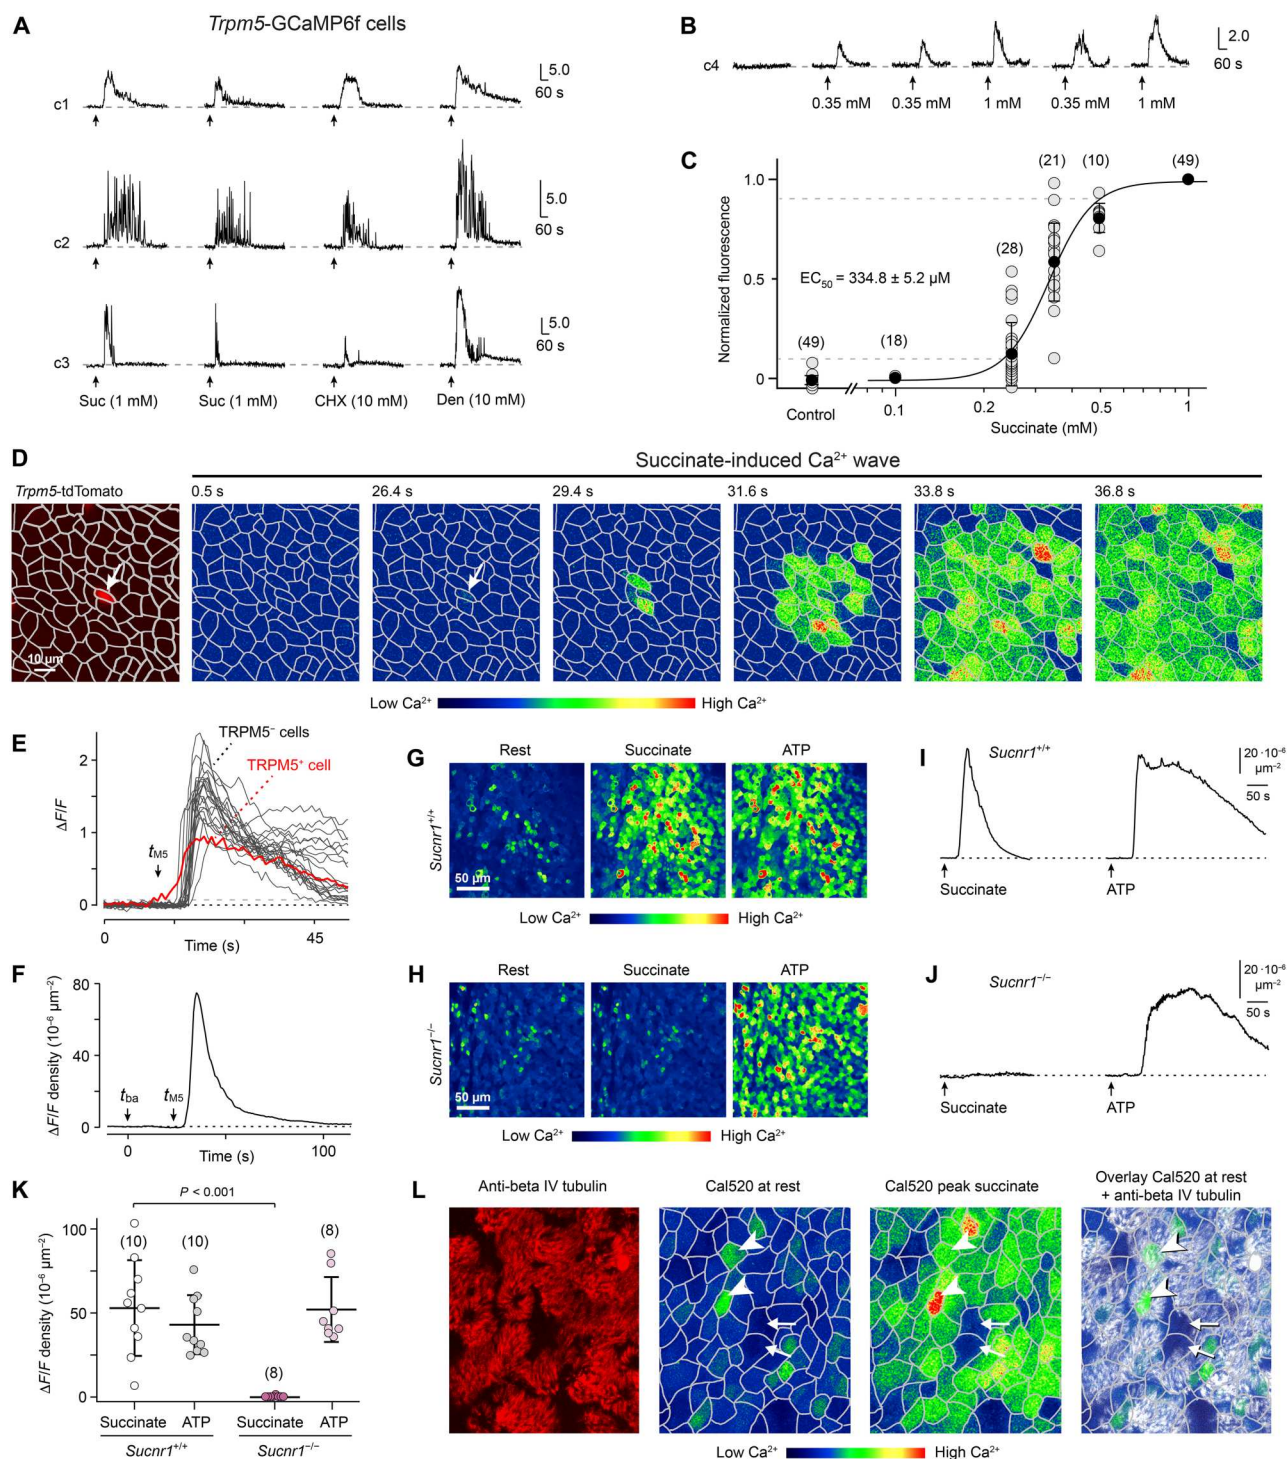 A
Trpm5-GCaMP6f cells
c1
5.0
60 s
c2
5.0
60 s
c3
5.0
60 s
Suc (1 mM)
Suc (1 mM)
CHX (10 mM)
Den (10 mM)
B
c4
2.0
60 s
0.35 mM
0.35 mM
1 mM
0.35 mM
1 mM
C
Normalized fluorescence
1.0
0.5
0
(49)
(18)
(28)
(21)
(10)
(49)
EC50 = 334.8 ± 5.2 µM
Control
0.1
0.2
0.5
1
Succinate (mM)
D
Succinate-induced Ca²⁺ wave
Trpm5-tdTomato
0.5 s
26.4 s
29.4 s
31.6 s
33.8 s
36.8 s
10 µm
Low Ca²⁺
High Ca²⁺
E
TRPM5⁻ cells
TRPM5⁺ cell
ΔF/F
2
1
0
tM5
0
45
Time (s)
F
ΔF/F density (10⁻⁶ µm⁻²)
80
40
0
tba
tM5
0
100
Time (s)
G
Rest
Succinate
ATP
Sucnr1+/+
50 µm
Low Ca²⁺
High Ca²⁺
H
Rest
Succinate
ATP
Sucnr1−/−
50 µm
Low Ca²⁺
High Ca²⁺
I
Sucnr1+/+
20 ·10⁻⁶
µm⁻²
50 s
Succinate
ATP
J
Sucnr1−/−
20 ·10⁻⁶
µm⁻²
50 s
Succinate
ATP
K
P < 0.001
ΔF/F density (10⁻⁶ µm⁻²)
100
50
0
(10)
(10)
(8)
(8)
Succinate
ATP
Succinate
ATP
Sucnr1+/+
Sucnr1−/−
L
Anti-beta IV tubulin
Cal520 at rest
Cal520 peak succinate
Overlay Cal520 at rest
+ anti-beta IV tubulin
Low Ca²⁺
High Ca²⁺